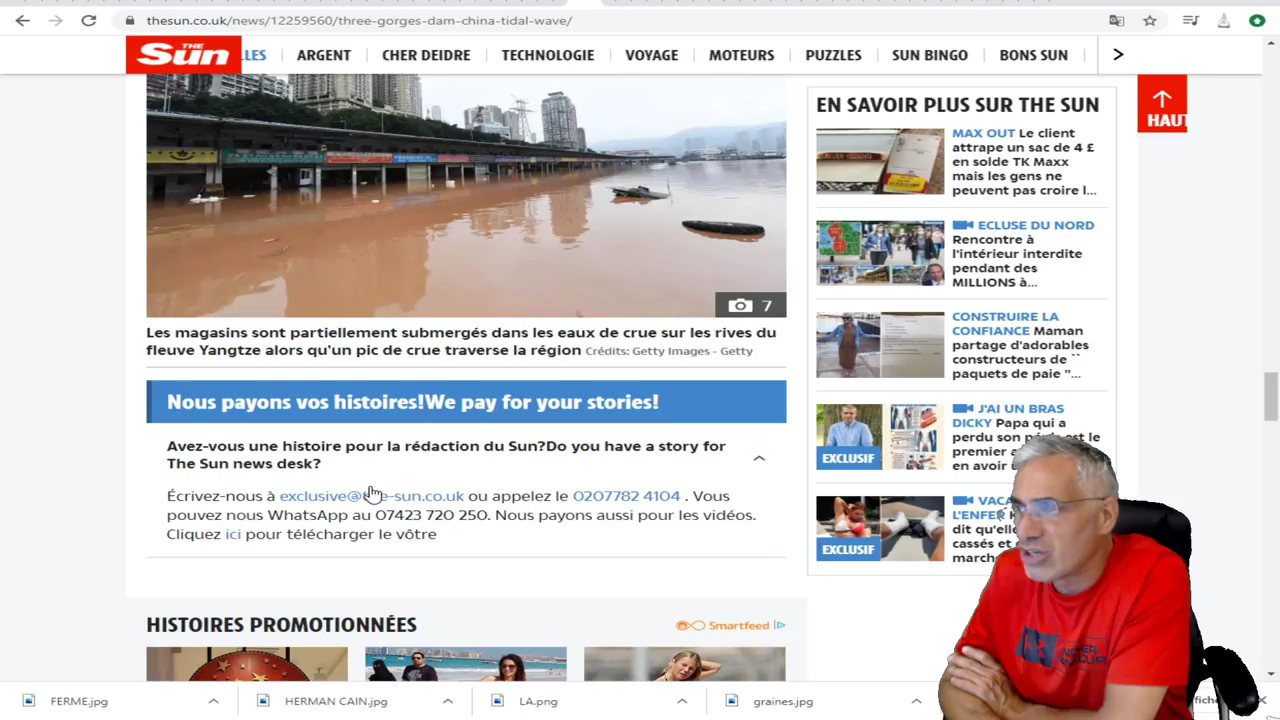 thesun.co.uk/news/12259560/three-gorges-dam-china-tidal-wave/
THE Sun
LLES
ARGENT
CHER DEIDRE
TECHNOLOGIE
VOYAGE
MOTEURS
PUZZLES
SUN BINGO
BONS SUN
HAUT
7
Les magasins sont partiellement submergés dans les eaux de crue sur les rives du
fleuve Yangtze alors qu'un pic de crue traverse la région Crédits: Getty Images - Getty
Nous payons vos histoires!We pay for your stories!
Avez-vous une histoire pour la rédaction du Sun?Do you have a story for
The Sun news desk?
Écrivez-nous à exclusive@the-sun.co.uk ou appelez le 0207782 4104 . Vous
pouvez nous WhatsApp au 07423 720 250. Nous payons aussi pour les vidéos.
Cliquez ici pour télécharger le vôtre
HISTOIRES PROMOTIONNÉES
Smartfeed
EN SAVOIR PLUS SUR THE SUN
MAX OUT Le client
attrape un sac de 4 £
en solde TK Maxx
mais les gens ne
peuvent pas croire l...
ECLUSE DU NORD
Rencontre à
l'intérieur interdite
pendant des
MILLIONS à...
CONSTRUIRE LA
CONFIANCE Maman
partage d'adorables
constructeurs de ``
paquets de paie "...
J'AI UN BRAS
DICKY Papa qui a
perdu son est le
premier a
en avoir
EXCLUSIF
VACA
L'ENFER
dit qu'elle
cassés et
march
EXCLUSIF
FERME.jpg
HERMAN CAIN.jpg
LA.png
graines.jpg